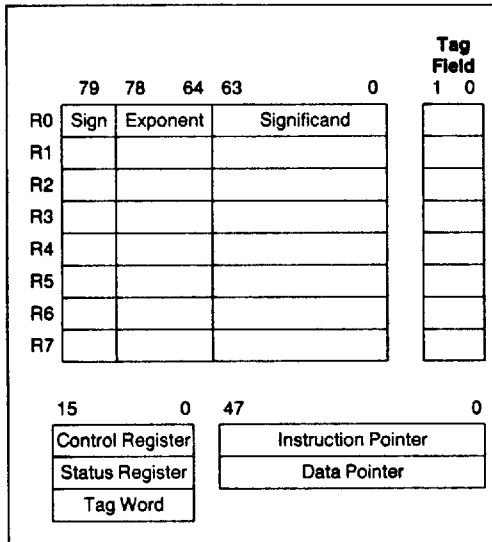 Tag
Field
79 78 64 63 0 1 0
R0 Sign Exponent Significand
R1
R2
R3
R4
R5
R6
R7
15 0 47 0
Control Register Instruction Pointer
Status Register Data Pointer
Tag Word